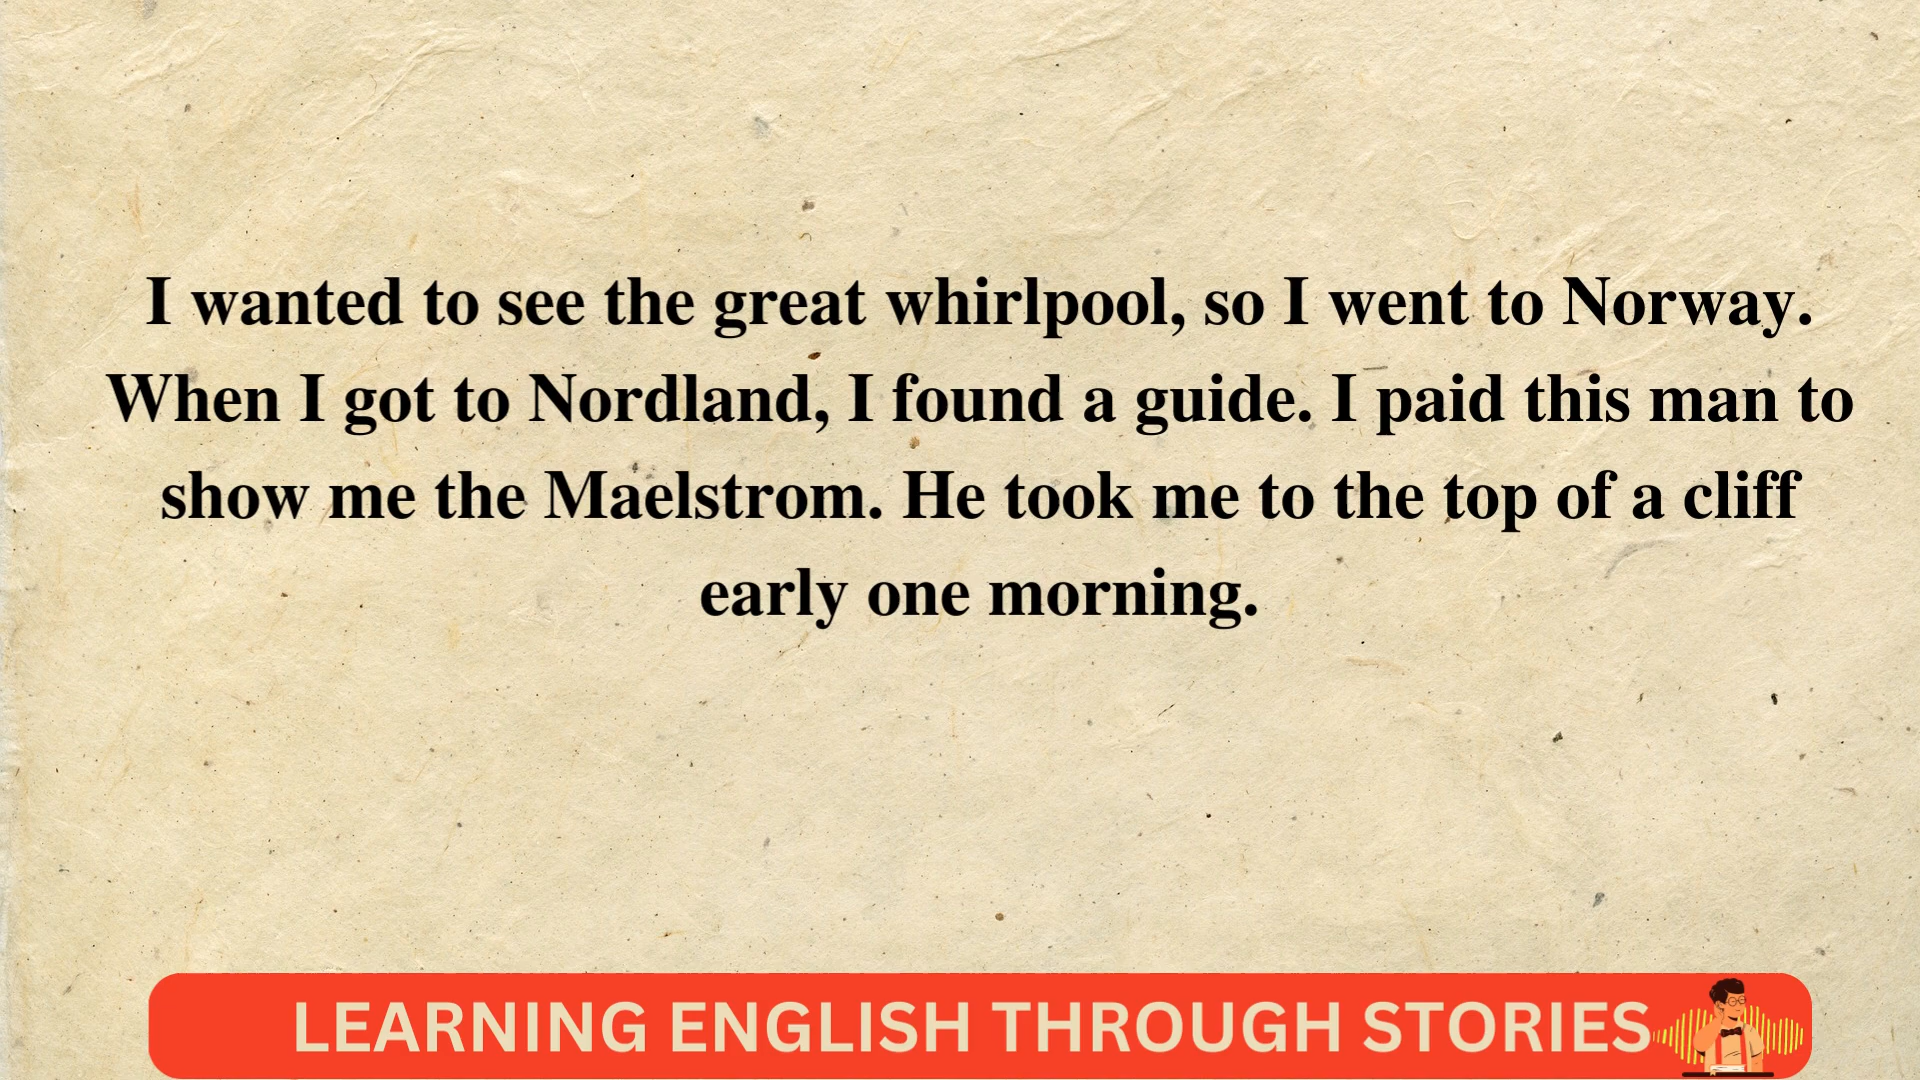 I wanted to see the great whirlpool, so I went to Norway.
When I got to Nordland, I found a guide. I paid this man to
show me the Maelstrom. He took me to the top of a cliff
early one morning.
LEARNING ENGLISH THROUGH STORIES